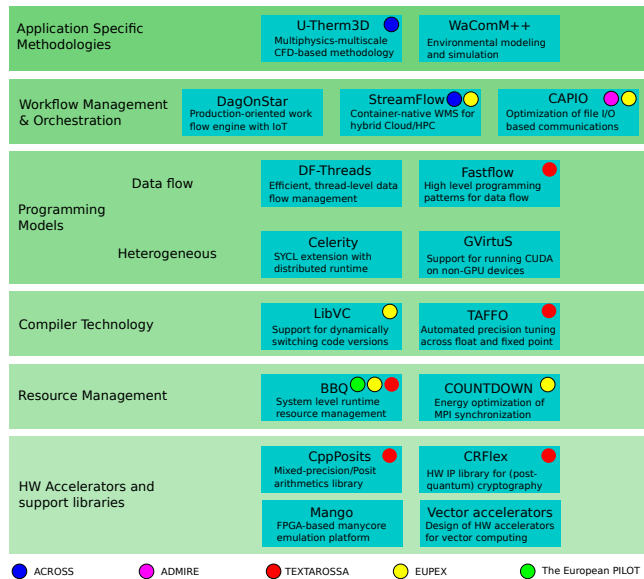 Application Specific
Methodologies
U-Therm3D
Multiphysics-multiscale
CFD-based methodology
WaComM++
Environmental modeling
and simulation
Workflow Management
& Orchestration
DagOnStar
Production-oriented work
flow engine with IoT
StreamFlow
Container-native WMS for
hybrid Cloud/HPC
CAPIO
Optimization of file I/O
based communications
Programming
Models
Data flow
DF-Threads
Efficient, thread-level data
flow management
Fastflow
High level programming
patterns for data flow
Heterogeneous
Celerity
SYCL extension with
distributed runtime
GVirtuS
Support for running CUDA
on non-GPU devices
Compiler Technology
LibVC
Support for dynamically
switching code versions
TAFFO
Automated precision tuning
across float and fixed point
Resource Management
BBQ
System level runtime
resource management
COUNTDOWN
Energy optimization of
MPI synchronization
HW Accelerators and
support libraries
CppPosits
Mixed-precision/Posit
arithmetics library
CRFlex
HW IP library for (post-
quantum) cryptography
Mango
FPGA-based manycore
emulation platform
Vector accelerators
Design of HW accelerators
for vector computing
ACROSS
ADMIRE
TEXTAROSSA
EUPEX
The European PILOT